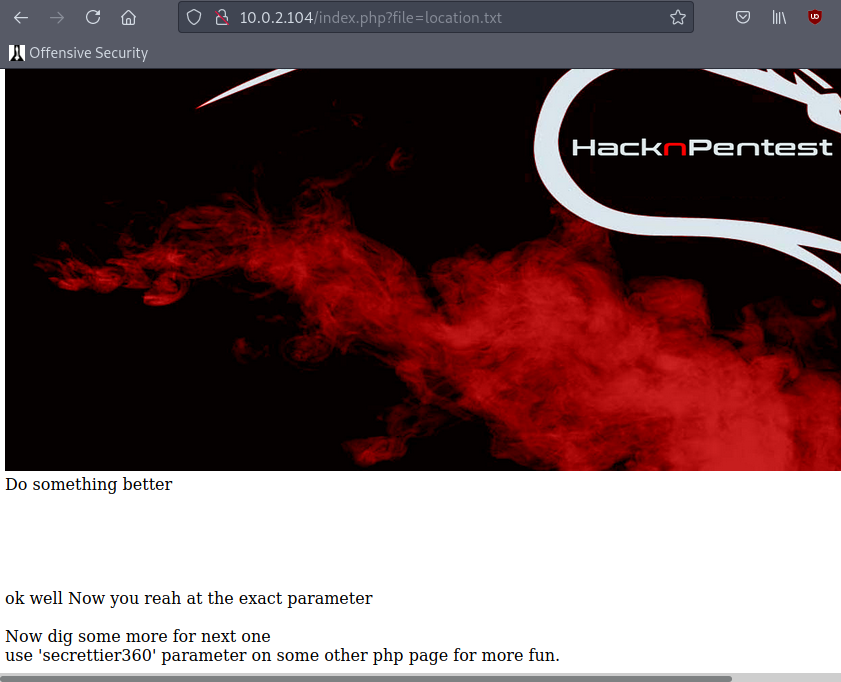 10.0.2.104/index.php?file=location.txt
Offensive Security
HacknPentest
Do something better
ok well Now you reah at the exact parameter
Now dig some more for next one
use 'secrettier360' parameter on some other php page for more fun.